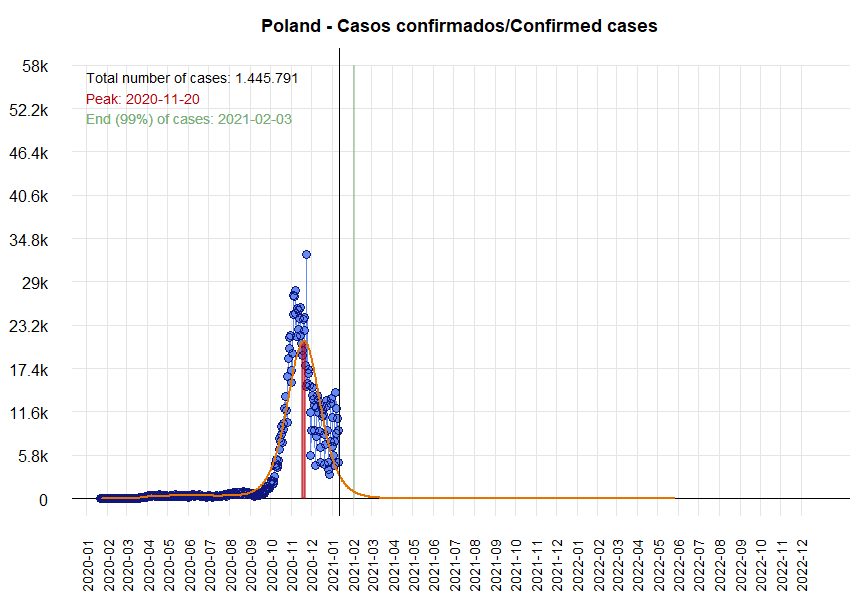 Poland - Casos confirmados/Confirmed cases
Total number of cases: 1.445.791
Peak: 2020-11-20
End (99%) of cases: 2021-02-03
58k
52.2k
46.4k
40.6k
34.8k
29k
23.2k
17.4k
11.6k
5.8k
0
2020-01
2020-02
2020-03
2020-04
2020-05
2020-06
2020-07
2020-08
2020-09
2020-10
2020-11
2020-12
2021-01
2021-02
2021-03
2021-04
2021-05
2021-06
2021-07
2021-08
2021-09
2021-10
2021-11
2021-12
2022-01
2022-02
2022-03
2022-04
2022-05
2022-06
2022-07
2022-08
2022-09
2022-10
2022-11
2022-12